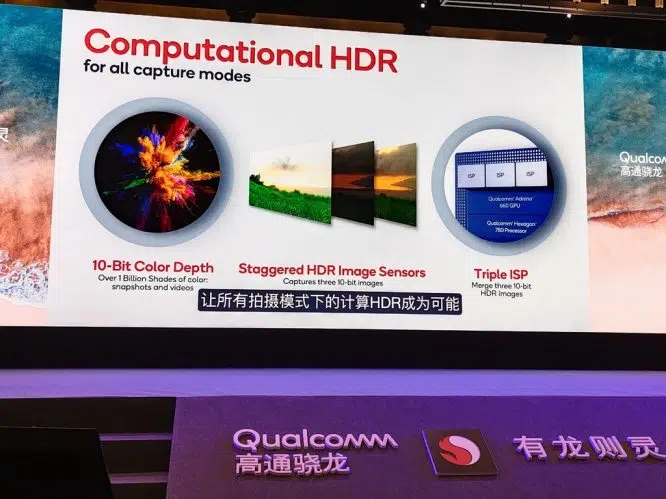 Computational HDR
for all capture modes
灵
Qualcomm
高通骁龙
ISP
ISP
ISP
Qualcomm® Adreno™
660 GPU
Qualcomm® Hexagon™
780 Processor
10-Bit Color Depth
Over 1 Billion Shades of color:
snapshots and videos
Staggered HDR Image Sensors
Captures three 10-bit images
Triple ISP
Merge three 10-bit
HDR Images
让所有拍摄模式下的计算HDR成为可能
Qualcomm
高通骁龙
有龙则灵